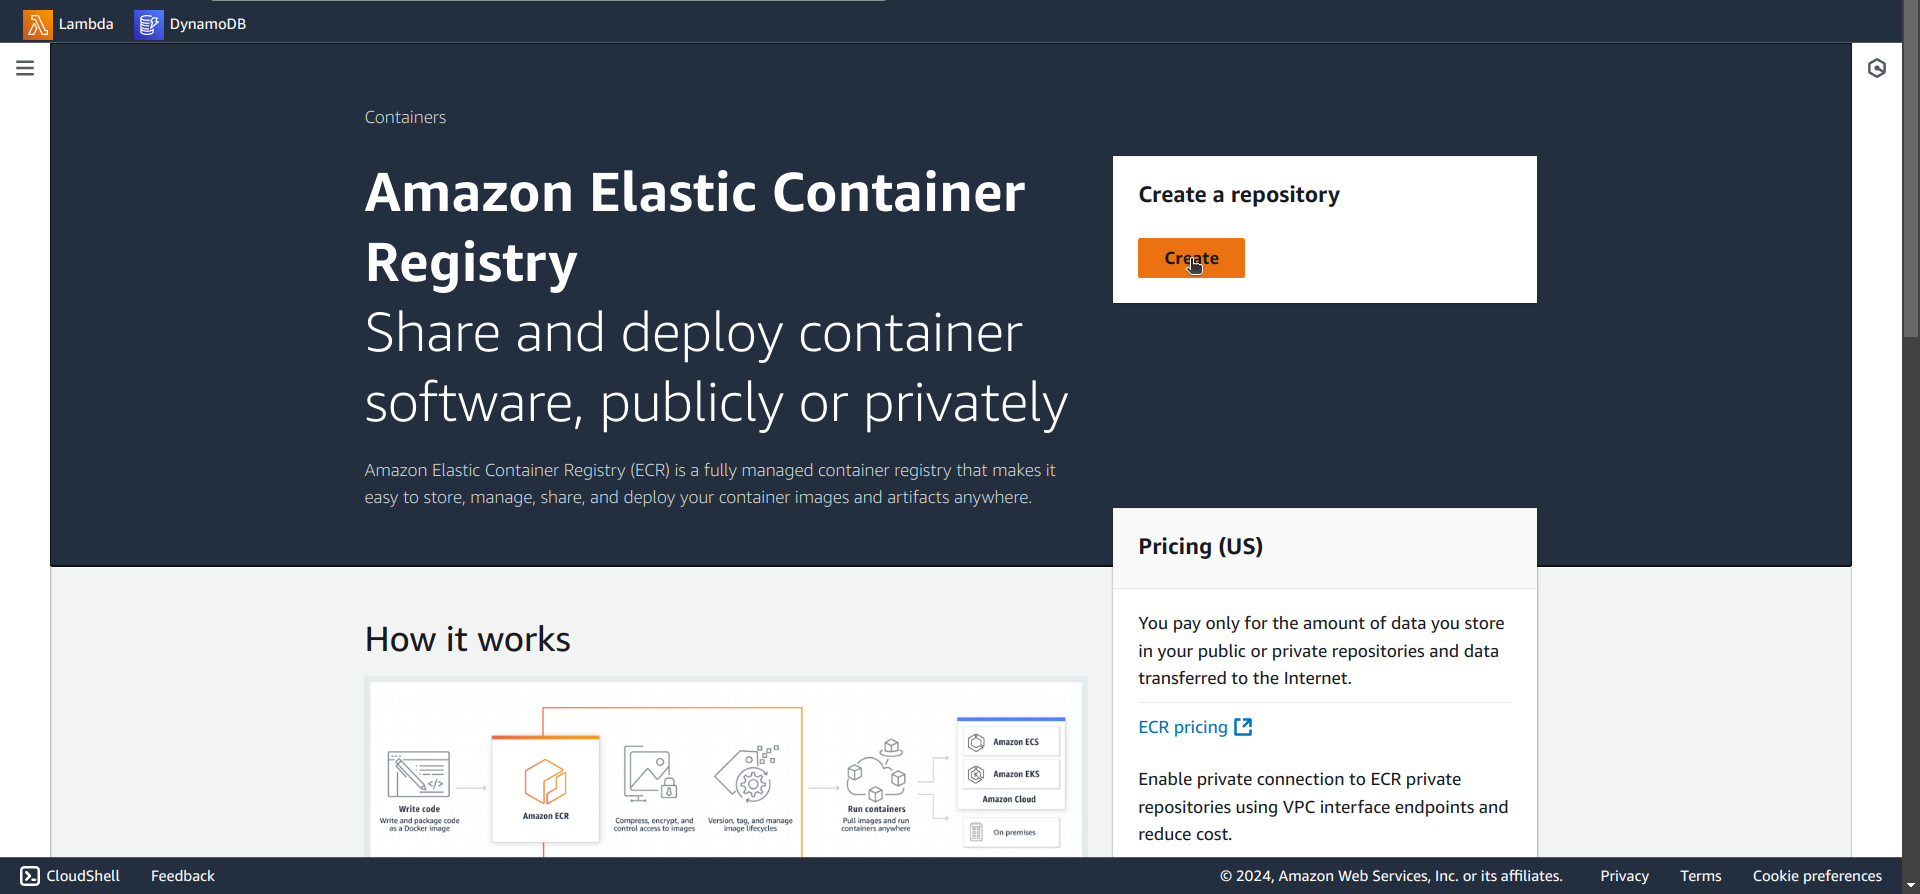 Lambda
DynamoDB
Containers
Amazon Elastic Container
Registry
Share and deploy container
software, publicly or privately
Amazon Elastic Container Registry (ECR) is a fully managed container registry that makes it
easy to store, manage, share, and deploy your container images and artifacts anywhere.
Create a repository
Create
Pricing (US)
You pay only for the amount of data you store
in your public or private repositories and data
transferred to the Internet.
ECR pricing
Enable private connection to ECR private
repositories using VPC interface endpoints and
reduce cost.
How it works
Write code
Write and package code
as a Docker image
Amazon ECR
Compress, encrypt, and
control access to images
Version, tag, and manage
image lifecycles
Run containers
Pull images and run
containers anywhere
Amazon ECS
Amazon EKS
Amazon Cloud
On premises
CloudShell
Feedback
© 2024, Amazon Web Services, Inc. or its affiliates.
Privacy
Terms
Cookie preferences